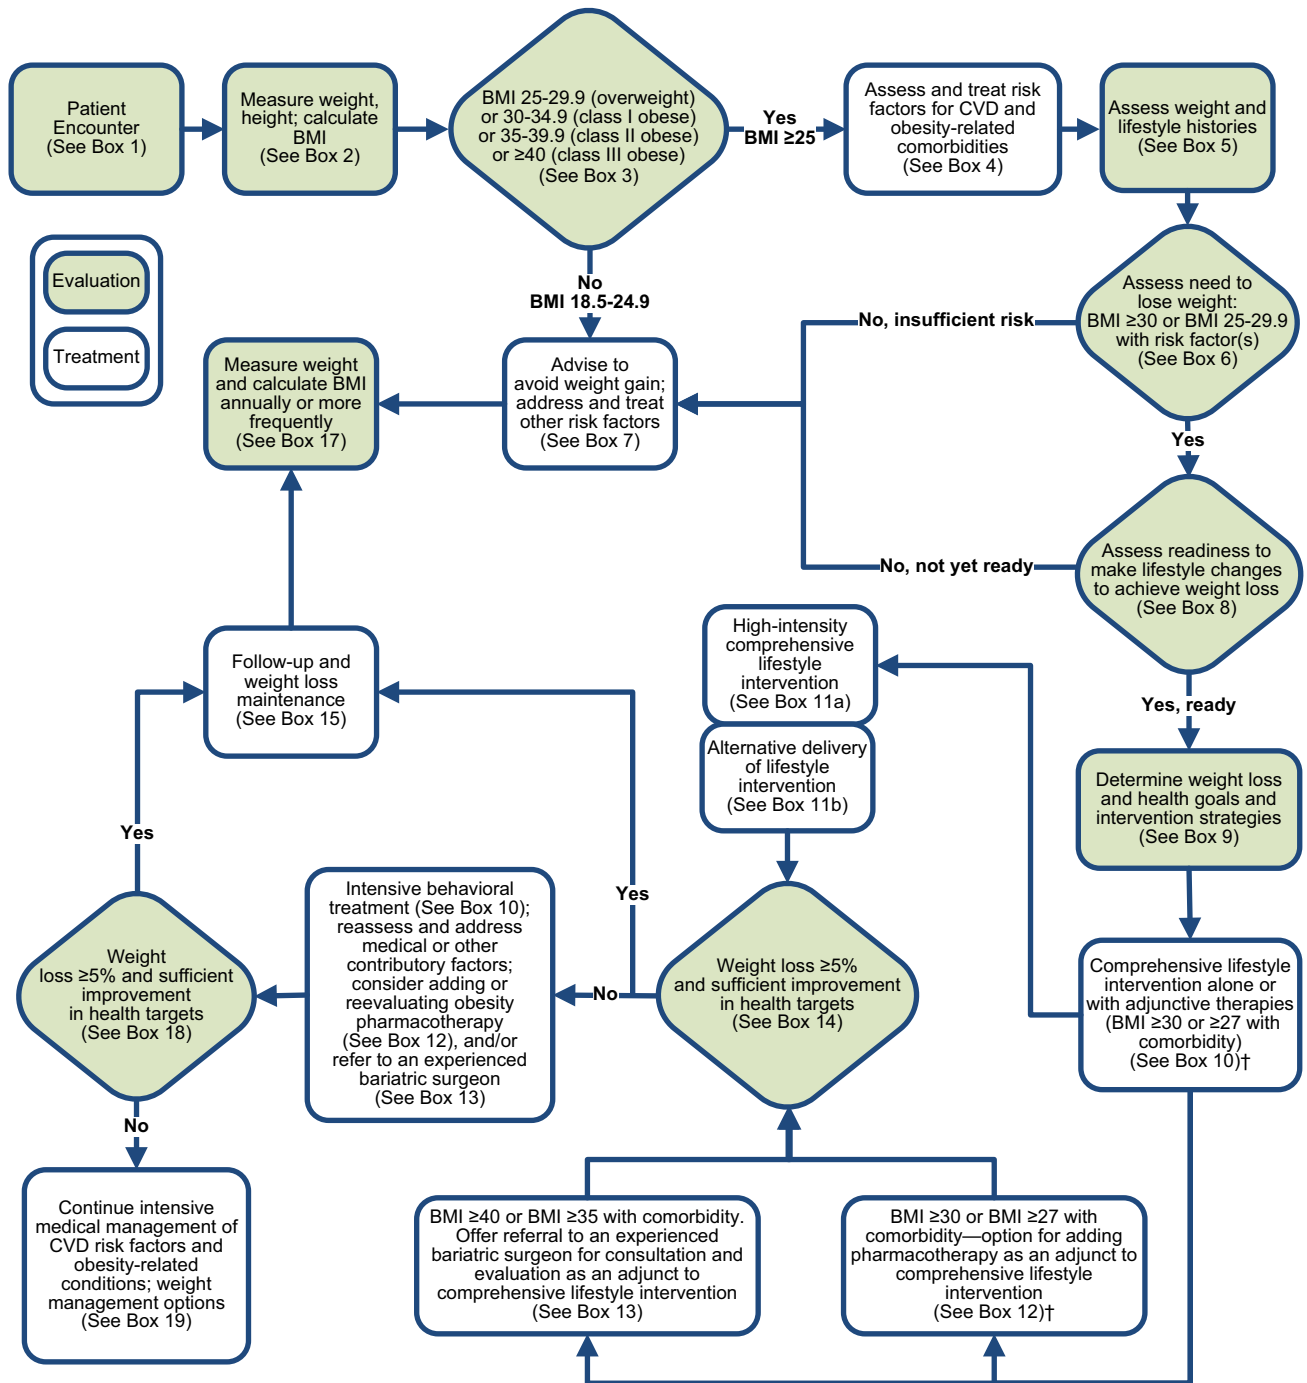 Patient
Encounter
(See Box 1)
Measure weight,
height; calculate
BMI
(See Box 2)
BMI 25-29.9 (overweight)
or 30-34.9 (class I obese)
or 35-39.9 (class II obese)
or ≥40 (class III obese)
(See Box 3)
Yes
BMI ≥25
Assess and treat risk
factors for CVD and
obesity-related
comorbidities
(See Box 4)
Assess weight and
lifestyle histories
(See Box 5)
Evaluation
Treatment
No
BMI 18.5-24.9
Assess need to
lose weight:
BMI ≥30 or BMI 25-29.9
with risk factor(s)
(See Box 6)
No, insufficient risk
Measure weight
and calculate BMI
annually or more
frequently
(See Box 17)
Advise to
avoid weight gain;
address and treat
other risk factors
(See Box 7)
Yes
Assess readiness to
make lifestyle changes
to achieve weight loss
(See Box 8)
No, not yet ready
Yes, ready
High-intensity
comprehensive
lifestyle
intervention
(See Box 11a)
Alternative delivery
of lifestyle
intervention
(See Box 11b)
Follow-up and
weight loss
maintenance
(See Box 15)
Determine weight loss
and health goals and
intervention strategies
(See Box 9)
Yes
Yes
Intensive behavioral
treatment (See Box 10);
reassess and address
medical or other
contributory factors;
consider adding or
reevaluating obesity
pharmacotherapy
(See Box 12), and/or
refer to an experienced
bariatric surgeon
(See Box 13)
Weight
loss ≥5% and sufficient
improvement
in health targets
(See Box 18)
No
Weight loss ≥5%
and sufficient improvement
in health targets
(See Box 14)
Comprehensive lifestyle
intervention alone or
with adjunctive therapies
(BMI ≥30 or ≥27 with
comorbidity)
(See Box 10)†
No
Continue intensive
medical management of
CVD risk factors and
obesity-related
conditions; weight
management options
(See Box 19)
BMI ≥40 or BMI ≥35 with comorbidity.
Offer referral to an experienced
bariatric surgeon for consultation and
evaluation as an adjunct to
comprehensive lifestyle intervention
(See Box 13)
BMI ≥30 or BMI ≥27 with
comorbidity—option for adding
pharmacotherapy as an adjunct to
comprehensive lifestyle
intervention
(See Box 12)†